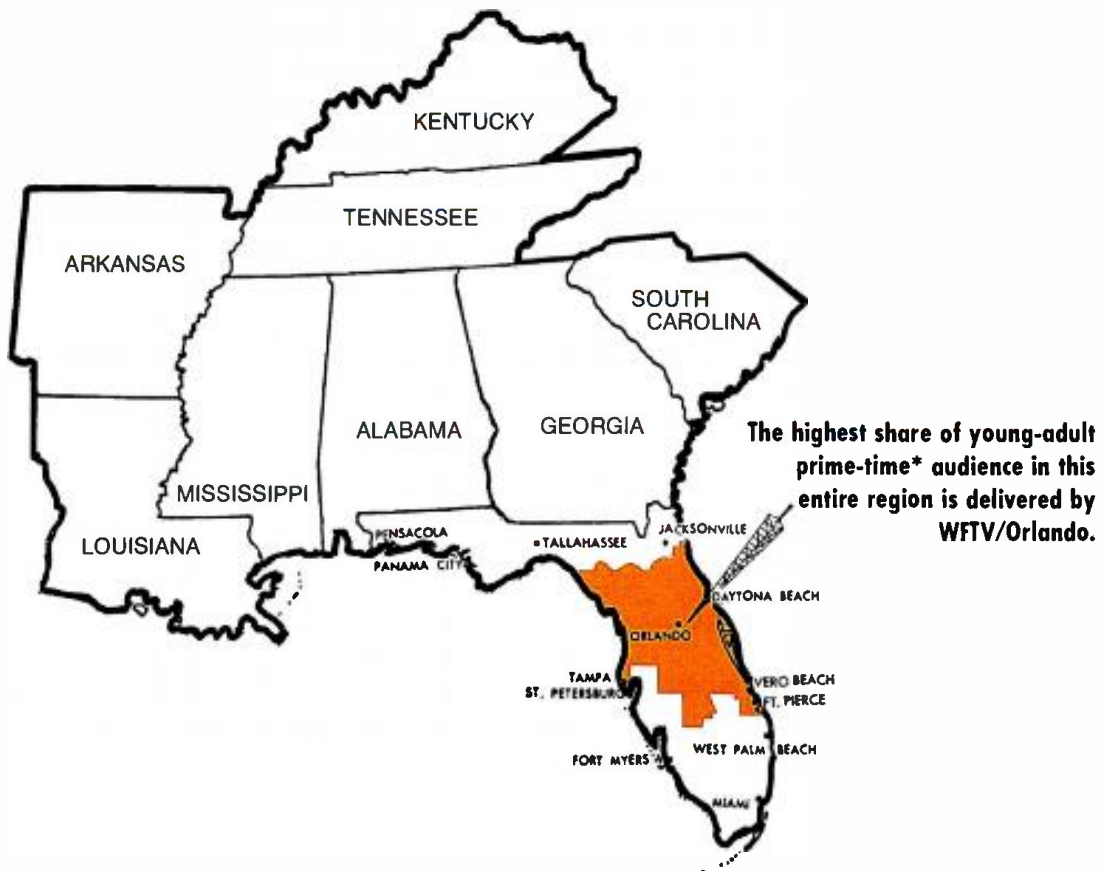 KENTUCKY
TENNESSEE
ARKANSAS
SOUTH
CAROLINA
ALABAMA
GEORGIA
The highest share of young-adult
prime-time* audience in this
entire region is delivered by
WFTV/Orlando.
MISSISSIPPI
LOUISIANA
PENSACOLA
PANAMA CITY
TALLAHASSEE
JACKSONVILLE
DAYTONA BEACH
ORLANDO
TAMPA
ST. PETERSBURG
VERO BEACH
FT. PIERCE
WEST PALM BEACH
FORT MYERS
MIAMI